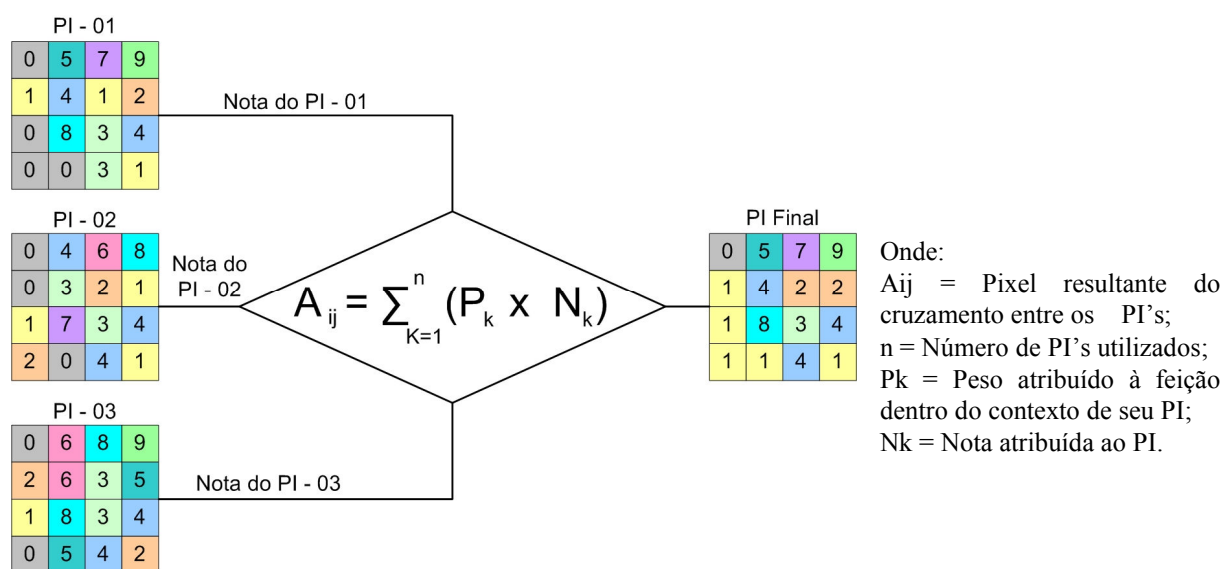 PI - 01
0 5 7 9
1 4 1 2
0 8 3 4
0 0 3 1
Nota do PI - 01
PI - 02
0 4 6 8
0 3 2 1
1 7 3 4
2 0 4 1
Nota do
PI - 02
PI - 03
0 6 8 9
2 6 3 5
1 8 3 4
0 5 4 2
Nota do PI - 03
A ij = ∑ n K=1 (Pk x Nk)
PI Final
0 5 7 9
1 4 2 2
1 8 3 4
1 1 4 1
Onde:
Aij = Pixel resultante do
cruzamento entre os PI’s;
n = Número de PI’s utilizados;
Pk = Peso atribuído à feição
dentro do contexto de seu PI;
Nk = Nota atribuída ao PI.